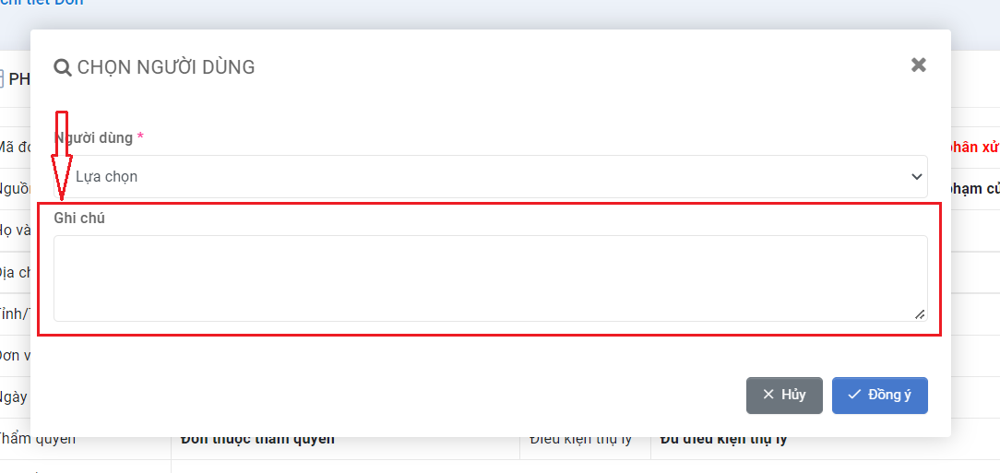 chi tiết Đơn
CHỌN NGƯỜI DÙNG
PH
Người dùng *
Mã đơ
phân xử
Lựa chọn
Nguồn
phạm củ
Ghi chú
Họ và
Địa ch
Tỉnh/T
Đơn v
Ngày
Hủy
Đồng ý
Thẩm quyền
Đơn thuộc thẩm quyền
Điều kiện thụ lý
Đủ điều kiện thụ lý